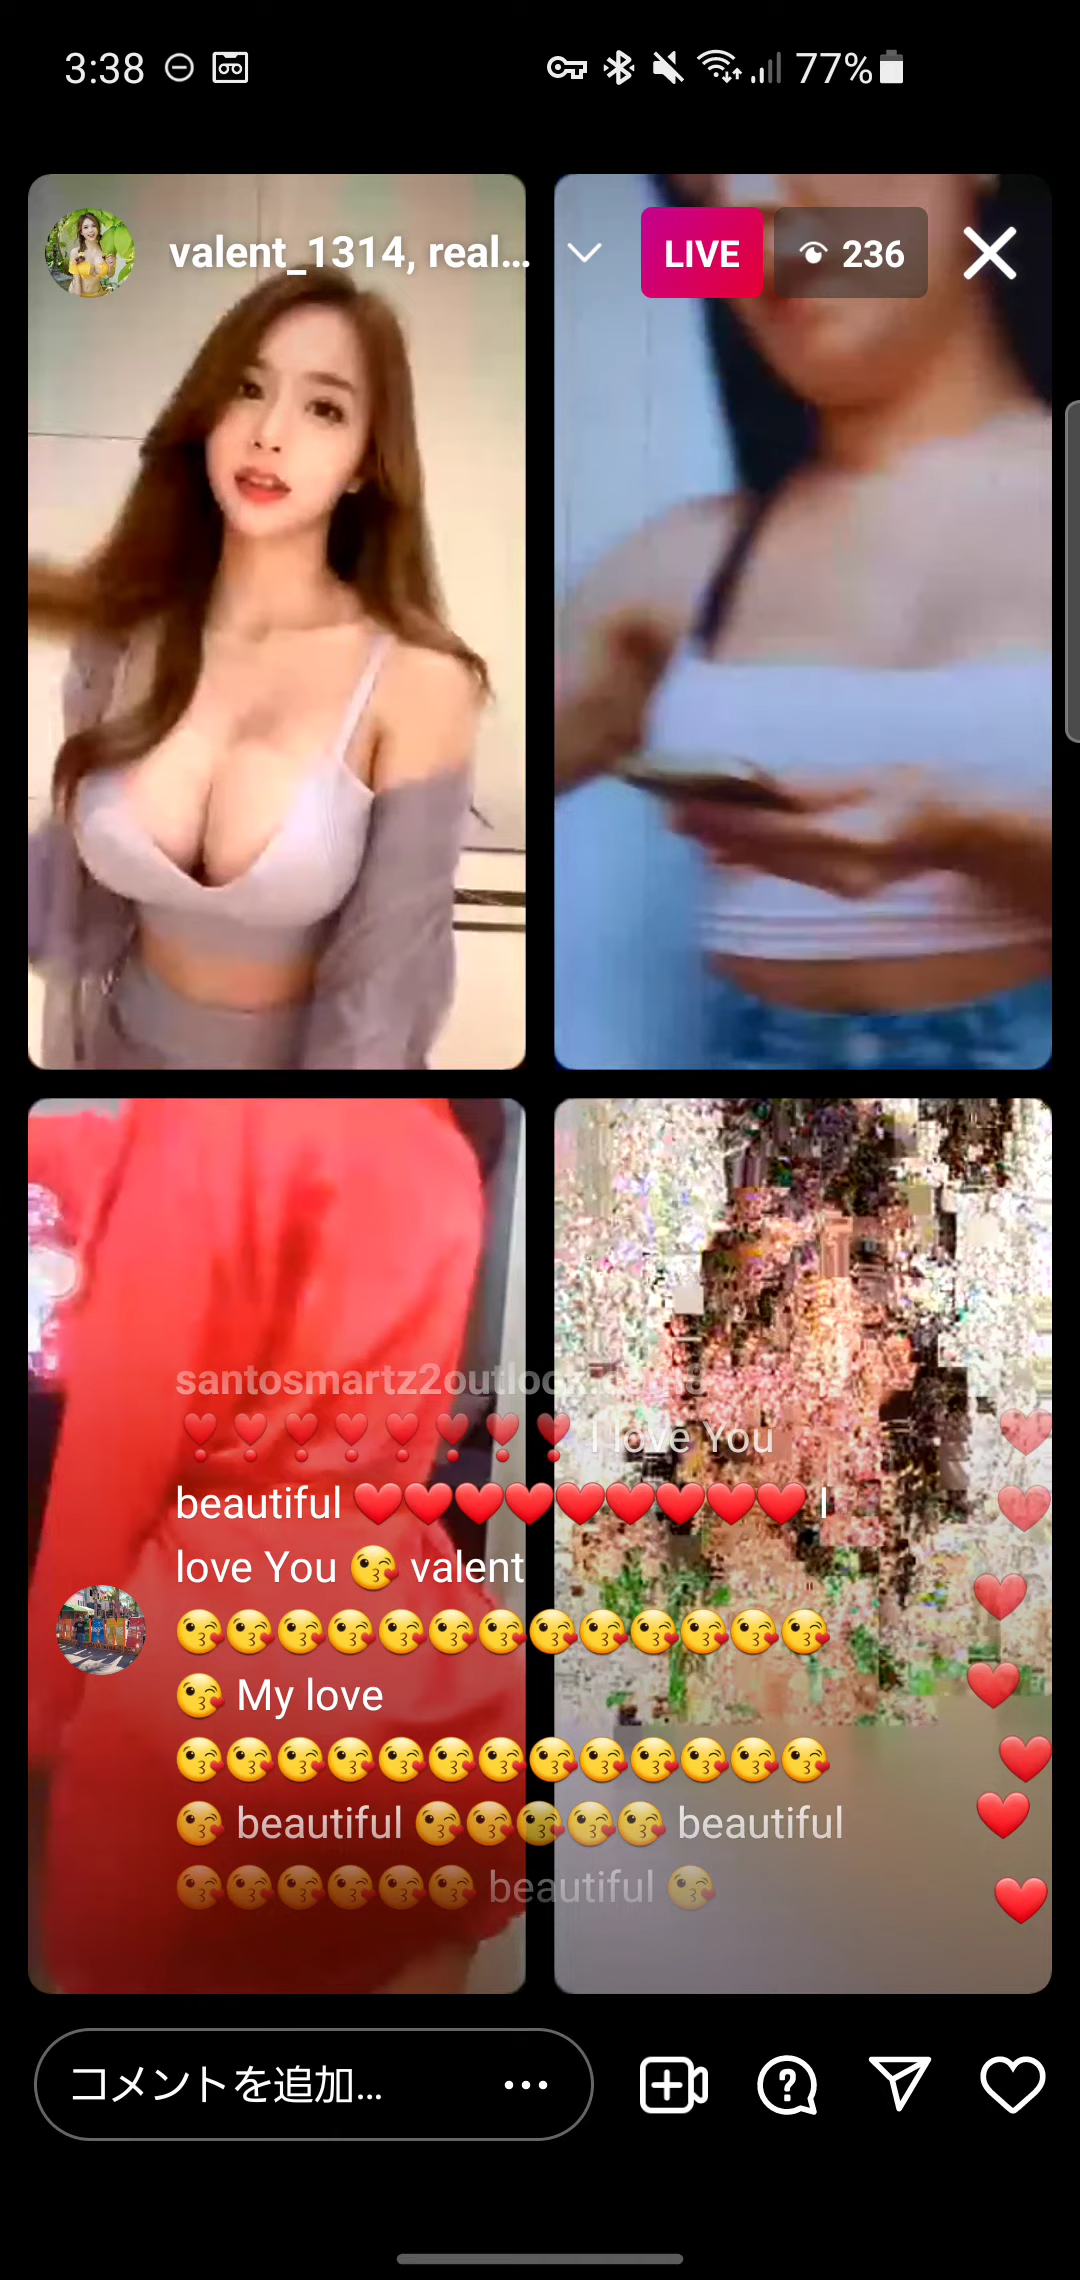 3:38
77%
valent_1314, real...
LIVE
236
I love You
beautiful ❤️❤️❤️❤️❤️❤️❤️❤️❤️ I
love You 😘 valent
😘😘😘😘😘😘😘😘😘😘😘😘😘
😘 My love
😘😘😘😘😘😘😘😘😘😘😘😘😘
😘 beautiful 😘😘😘😘😘 beautiful
😘😘😘😘😘😘 beautiful 😘
コメントを追加...